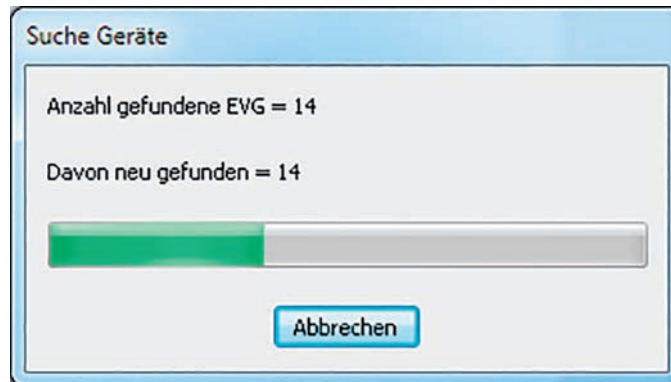 Suche Geräte
Anzahl gefundene EVG = 14
Davon neu gefunden = 14
Abbrechen